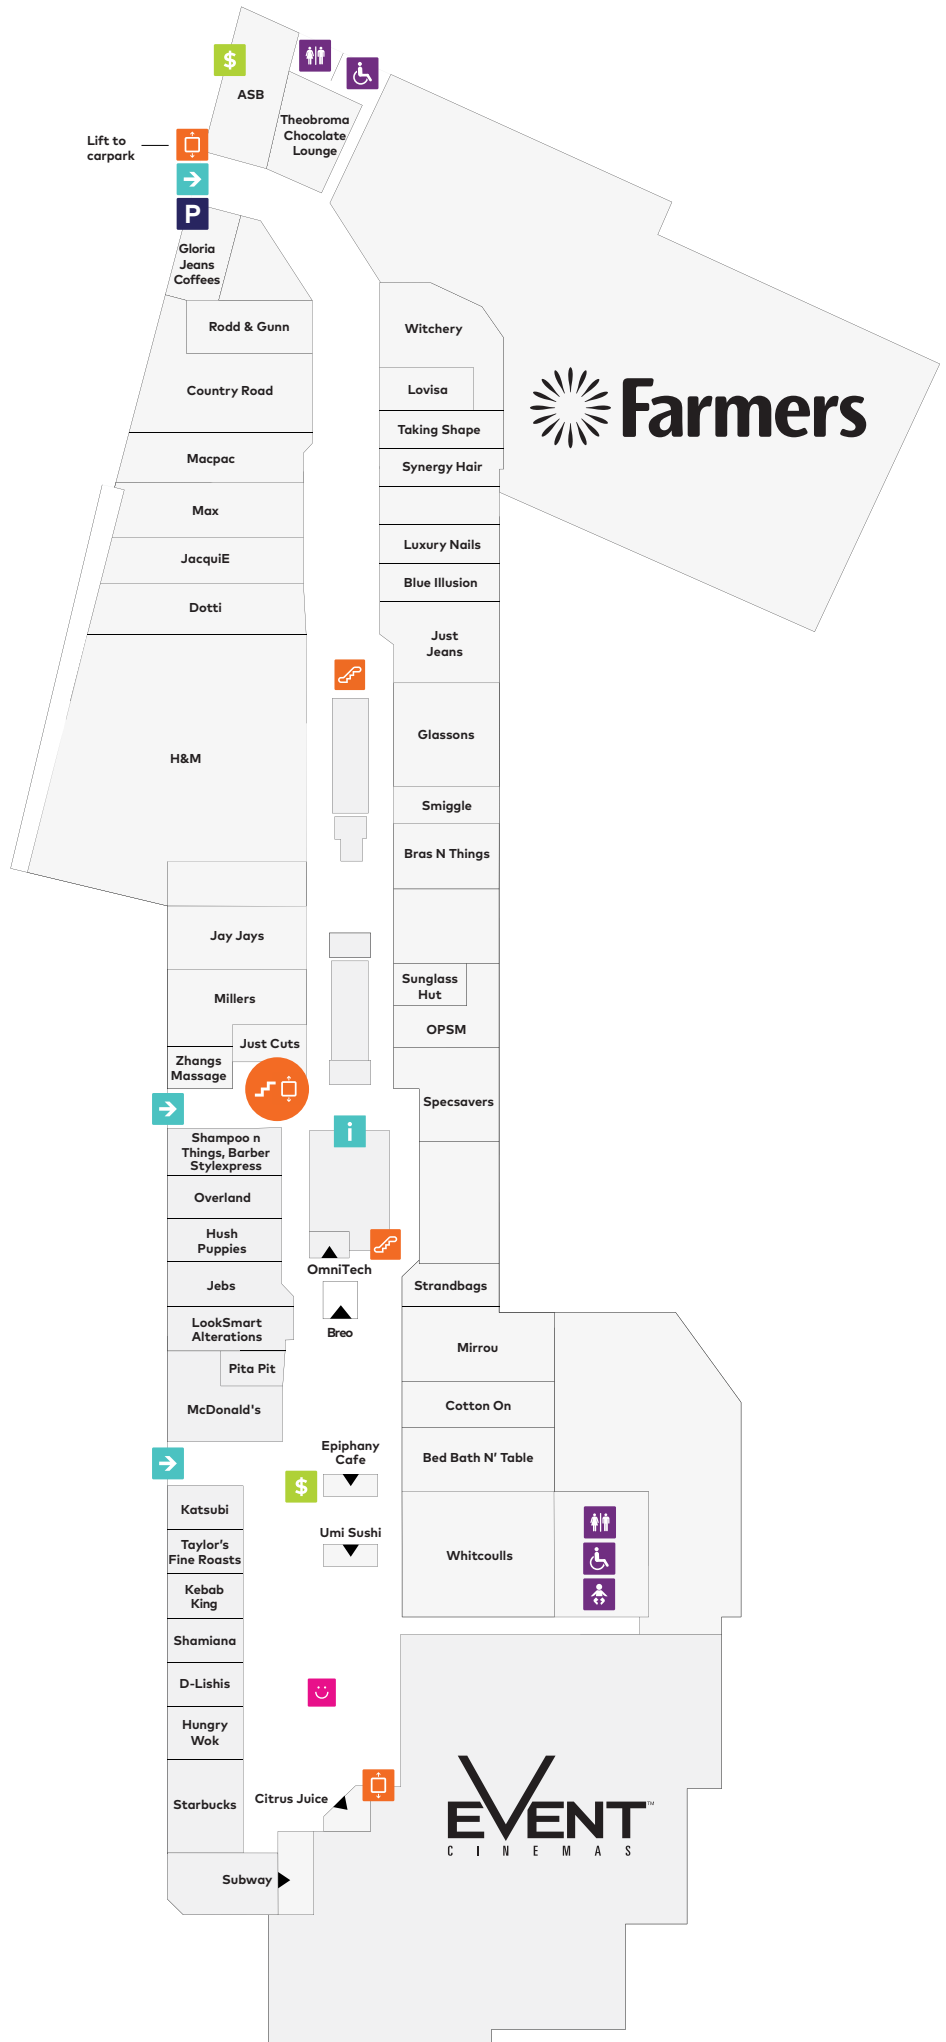 $
ASB
Theobroma
Chocolate
Lounge
Lift to
carpark
P
Gloria
Jeans
Coffees
Rodd & Gunn
Country Road
Macpac
Max
JacquiE
Dotti
H&M
Witchery
Lovisa
Taking Shape
Synergy Hair
Luxury Nails
Blue Illusion
Just
Jeans
Glassons
Smiggle
Bras N Things
Farmers
Jay Jays
Millers
Just Cuts
Zhangs
Massage
Sunglass
Hut
OPSM
Specsavers
i
Shampoo n
Things, Barber
Stylexpress
Overland
Hush
Puppies
Jebs
LookSmart
Alterations
Pita Pit
McDonald's
OmniTech
Breo
Strandbags
Mirrou
Cotton On
Bed Bath N' Table
Whitcoulls
Epiphany
Cafe
$
Umi Sushi
Katsubi
Taylor's
Fine Roasts
Kebab
King
Shamiana
D-Lishis
Hungry
Wok
Starbucks
Citrus Juice
Subway
EVENT™
CINEMAS